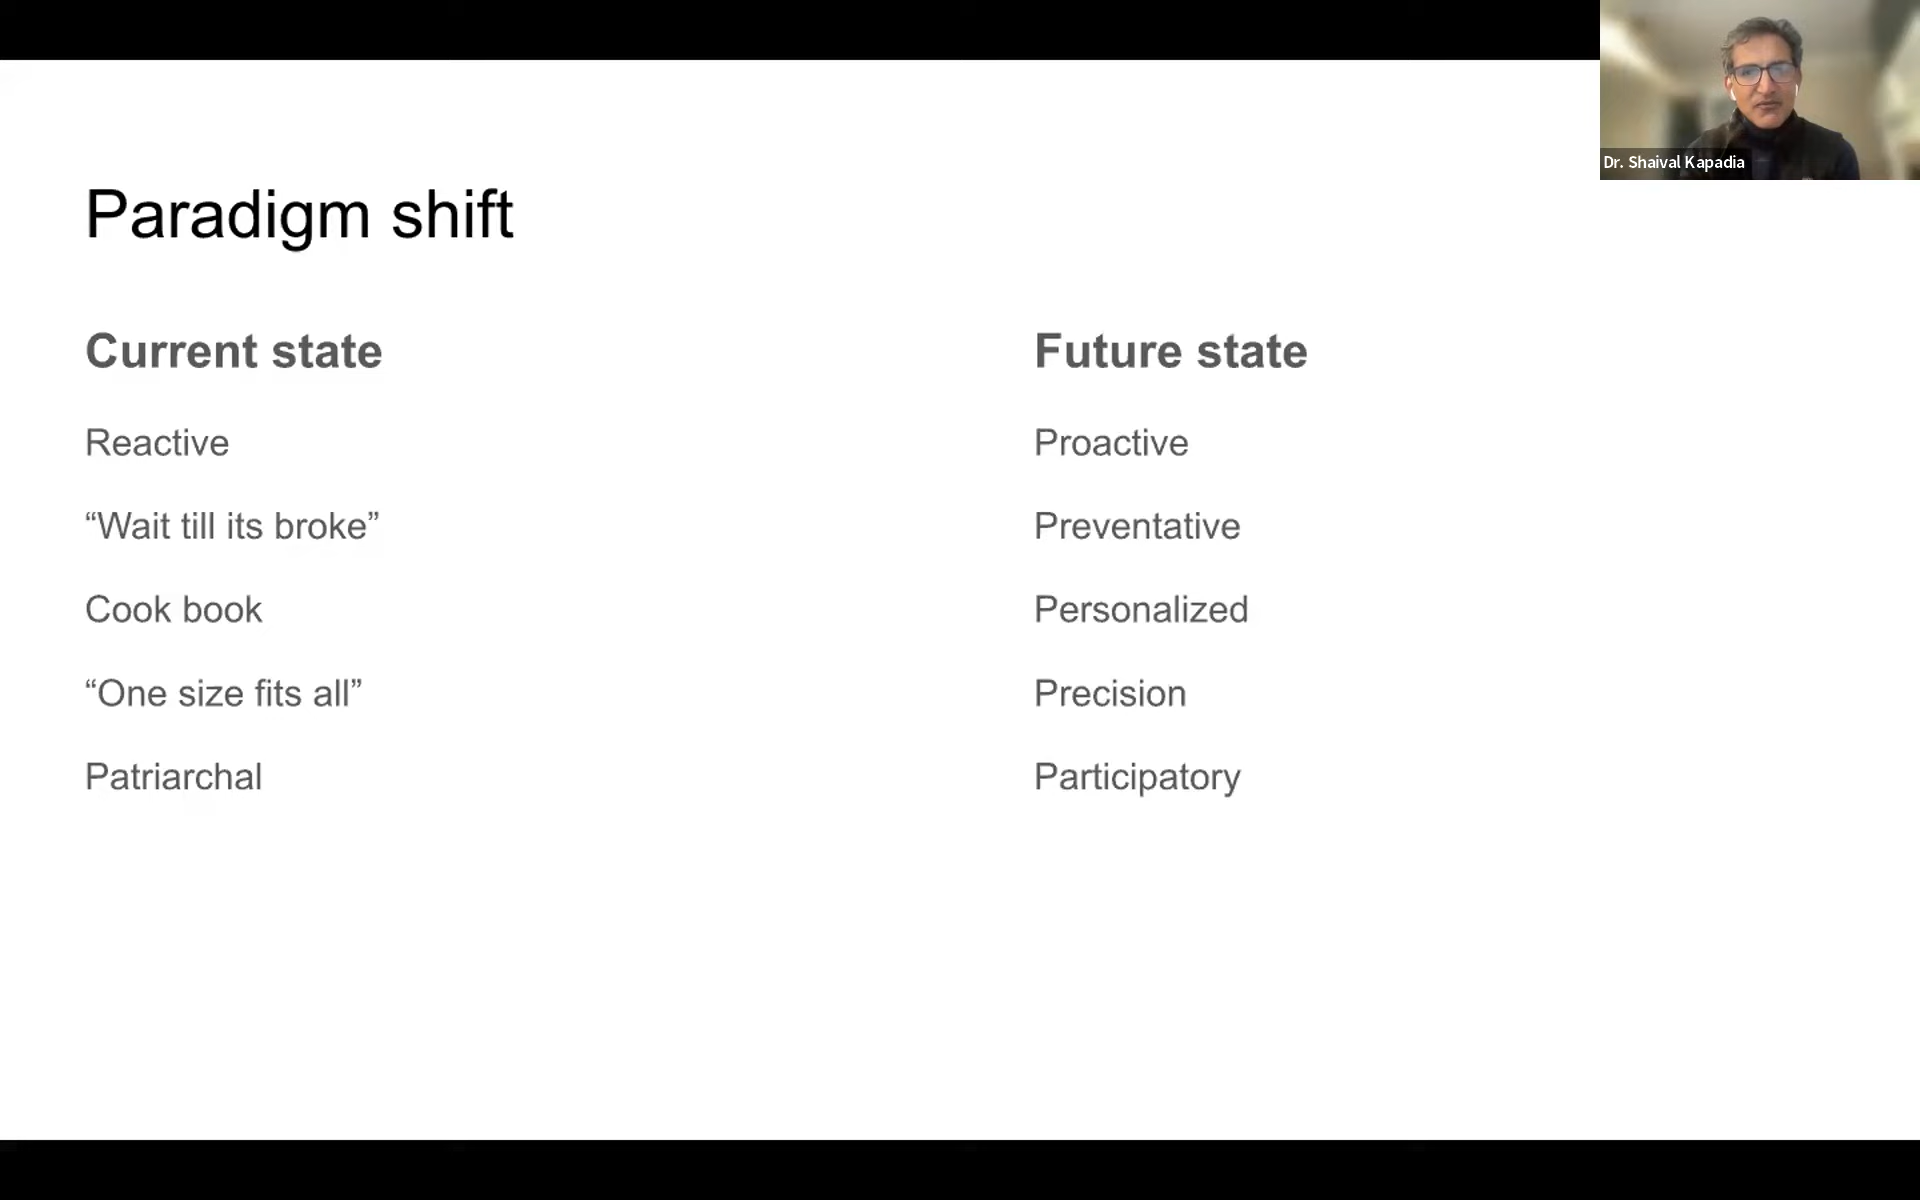 Dr. Shaival Kapadia
Paradigm shift
Current state
Reactive
“Wait till its broke”
Cook book
“One size fits all”
Patriarchal
Future state
Proactive
Preventative
Personalized
Precision
Participatory